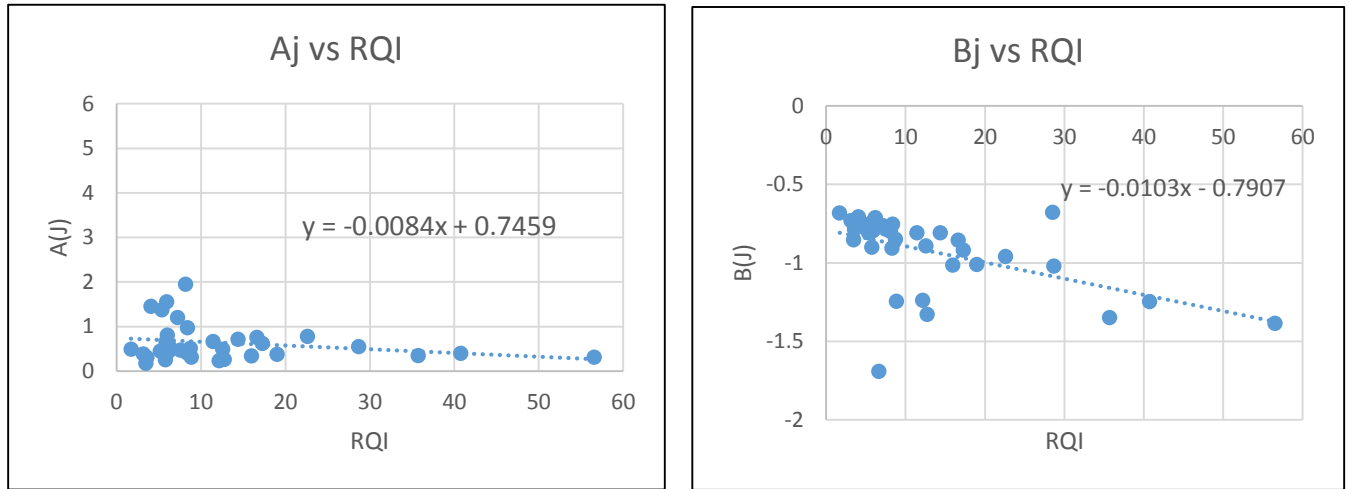 Aj vs RQI
6
5
4
3
2
1
0
A(J)
y = -0.0084x + 0.7459
0 10 20 30 40 50 60
RQI
Bj vs RQI
0
0 10 20 30 40 50 60
-0.5
-1
-1.5
-2
B(J)
y = -0.0103x - 0.7907
RQI